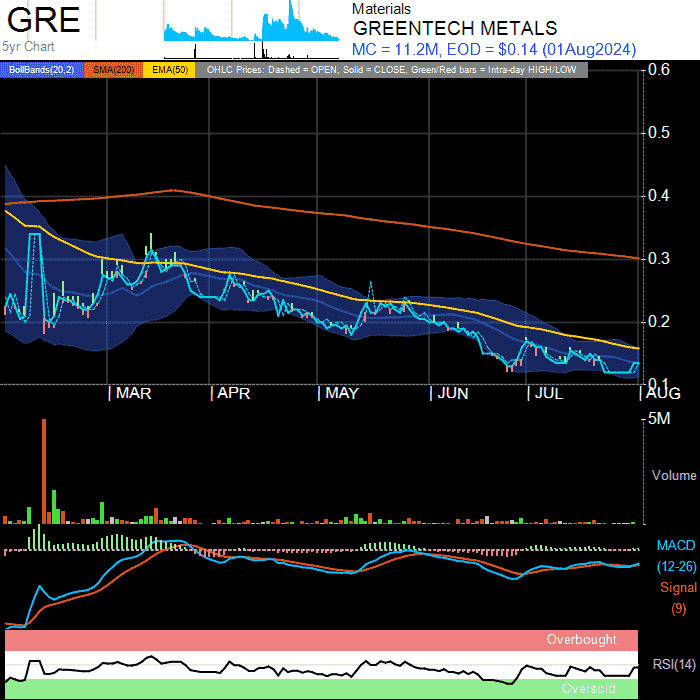 GRE
5yr Chart
Materials
GREENTECH METALS
MC = 11.2M, EOD = $0.14 (01Aug2024)
BollBands(20,2) SMA(200) EMA(50) OHLC Prices: Dashed = OPEN, Solid = CLOSE, Green/Red bars = Intra-day HIGH/LOW
0.6
0.5
0.4
0.3
0.2
0.1
MAR APR MAY JUN JUL AUG
5M
Volume
MACD
(12-26)
Signal
(9)
Overbought
RSI(14)
Oversold